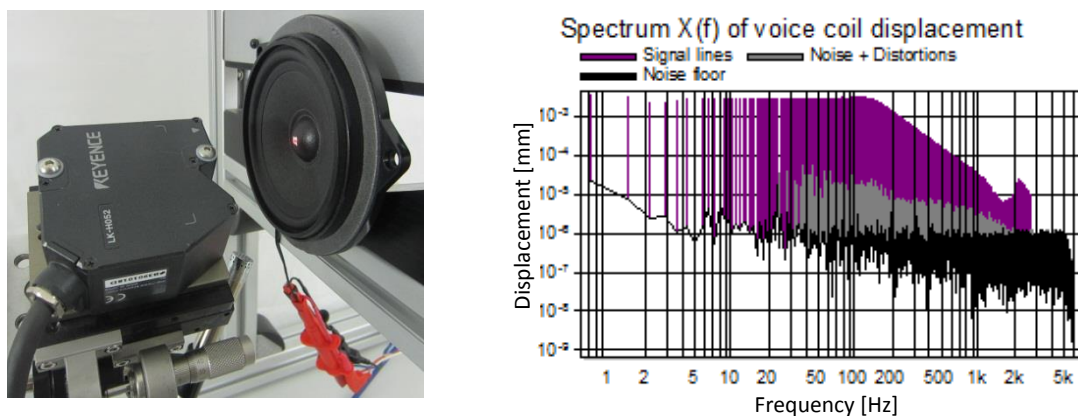 KEYENCE
LK-H052
Spectrum X(f) of voice coil displacement
Signal lines
Noise + Distortions
Noise floor
Displacement [mm]
10⁻³
10⁻⁴
10⁻⁵
10⁻⁶
10⁻⁷
10⁻⁸
10⁻⁹
1 2 5 10 20 50 100 200 500 1k 2k 5k
Frequency [Hz]